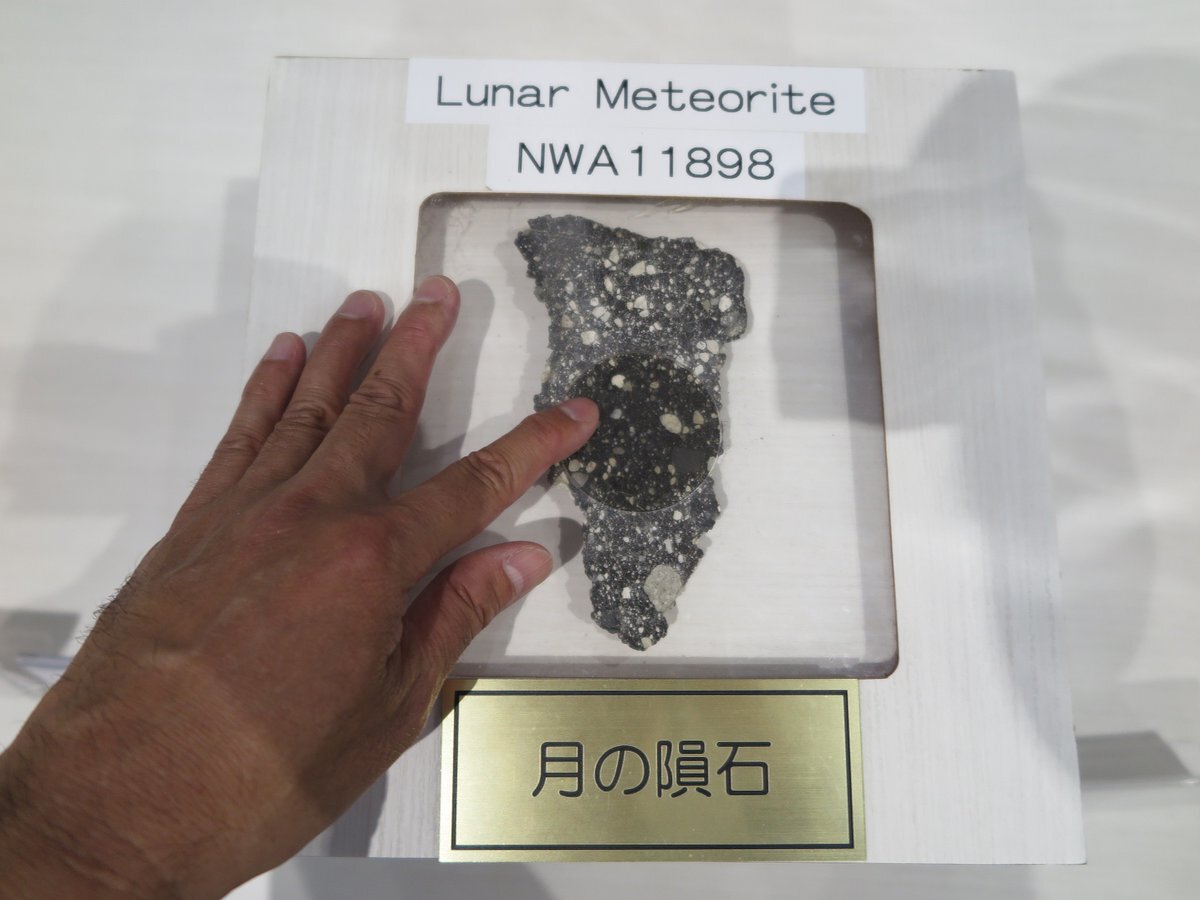 Lunar Meteorite
NWA11898
月の隕石